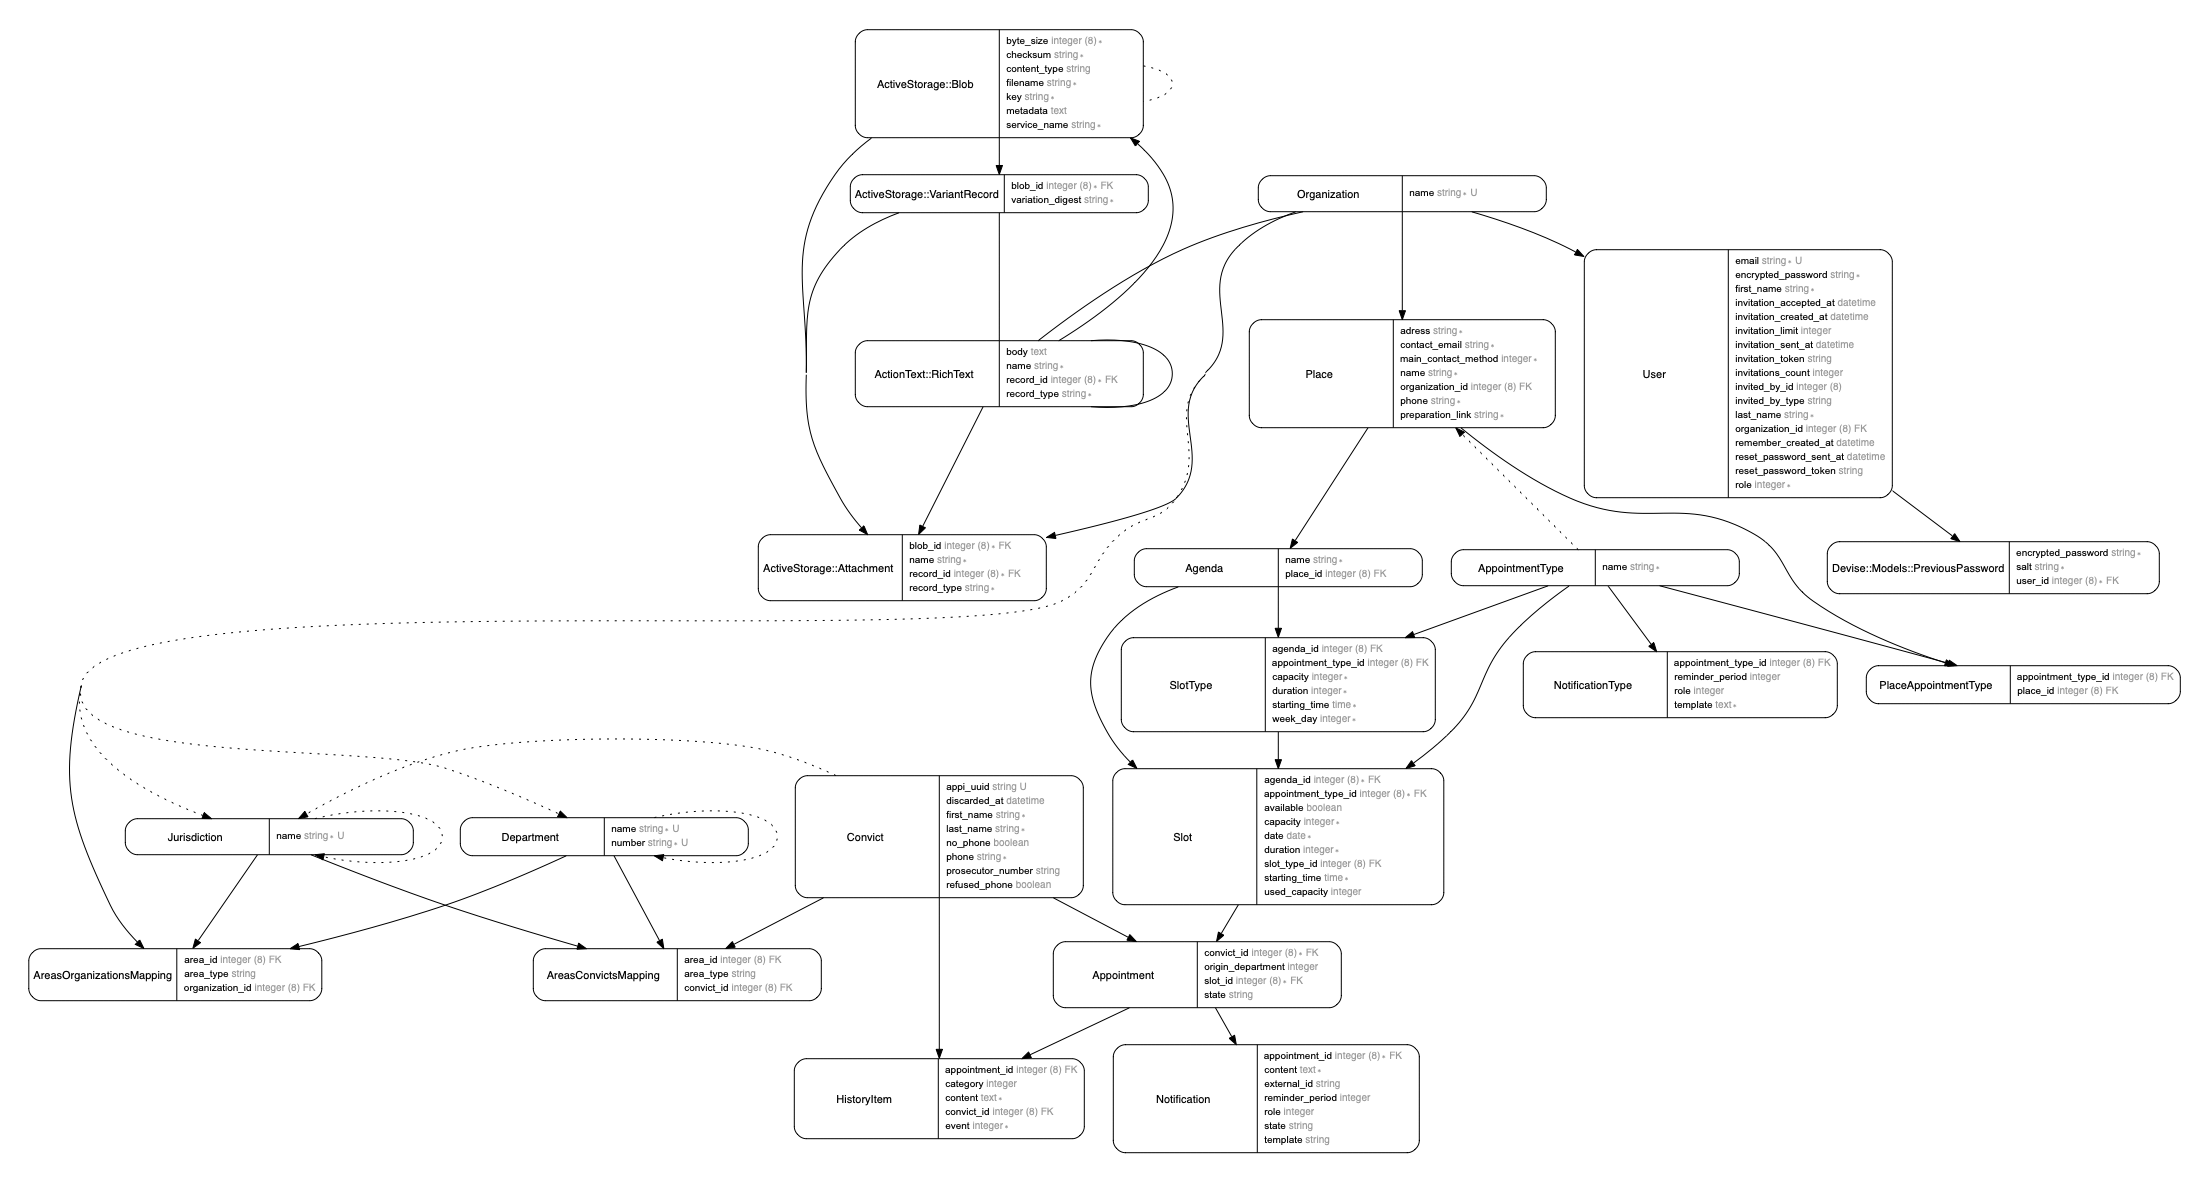 ActiveStorage::Blob
byte_size integer (8) *
checksum string *
content_type string
filename string *
key string *
metadata text
service_name string *
ActiveStorage::VariantRecord
blob_id integer (8) * FK
variation_digest string *
Organization
name string * U
ActionText::RichText
body text
name string *
record_id integer (8) * FK
record_type string *
Place
adress string *
contact_email string *
main_contact_method integer *
name string *
organization_id integer (8) FK
phone string *
preparation_link string *
User
email string * U
encrypted_password string *
first_name string *
invitation_accepted_at datetime
invitation_created_at datetime
invitation_limit integer
invitation_sent_at datetime
invitation_token string
invitations_count integer
invited_by_id integer (8)
invited_by_type string
last_name string *
organization_id integer (8) FK
remember_created_at datetime
reset_password_sent_at datetime
reset_password_token string
role integer *
ActiveStorage::Attachment
blob_id integer (8) * FK
name string *
record_id integer (8) * FK
record_type string *
Agenda
name string *
place_id integer (8) FK
AppointmentType
name string *
Devise::Models::PreviousPassword
encrypted_password string *
salt string *
user_id integer (8) * FK
SlotType
agenda_id integer (8) FK
appointment_type_id integer (8) FK
capacity integer *
duration integer *
starting_time time *
week_day integer *
NotificationType
appointment_type_id integer (8) FK
reminder_period integer
role integer
template text *
PlaceAppointmentType
appointment_type_id integer (8) FK
place_id integer (8) FK
Jurisdiction
name string * U
Department
name string * U
number string * U
Convict
appi_uuid string U
discarded_at datetime
first_name string *
last_name string *
no_phone boolean
phone string *
prosecutor_number string
refused_phone boolean
Slot
agenda_id integer (8) * FK
appointment_type_id integer (8) * FK
available boolean
capacity integer *
date date *
duration integer *
slot_type_id integer (8) FK
starting_time time *
used_capacity integer
AreasOrganizationsMapping
area_id integer (8) FK
area_type string
organization_id integer (8) FK
AreasConvictsMapping
area_id integer (8) FK
area_type string
convict_id integer (8) FK
Appointment
convict_id integer (8) * FK
origin_department integer
slot_id integer (8) * FK
state string
HistoryItem
appointment_id integer (8) FK
category integer
content text *
convict_id integer (8) FK
event integer *
Notification
appointment_id integer (8) * FK
content text *
external_id string
reminder_period integer
role integer
state string
template string